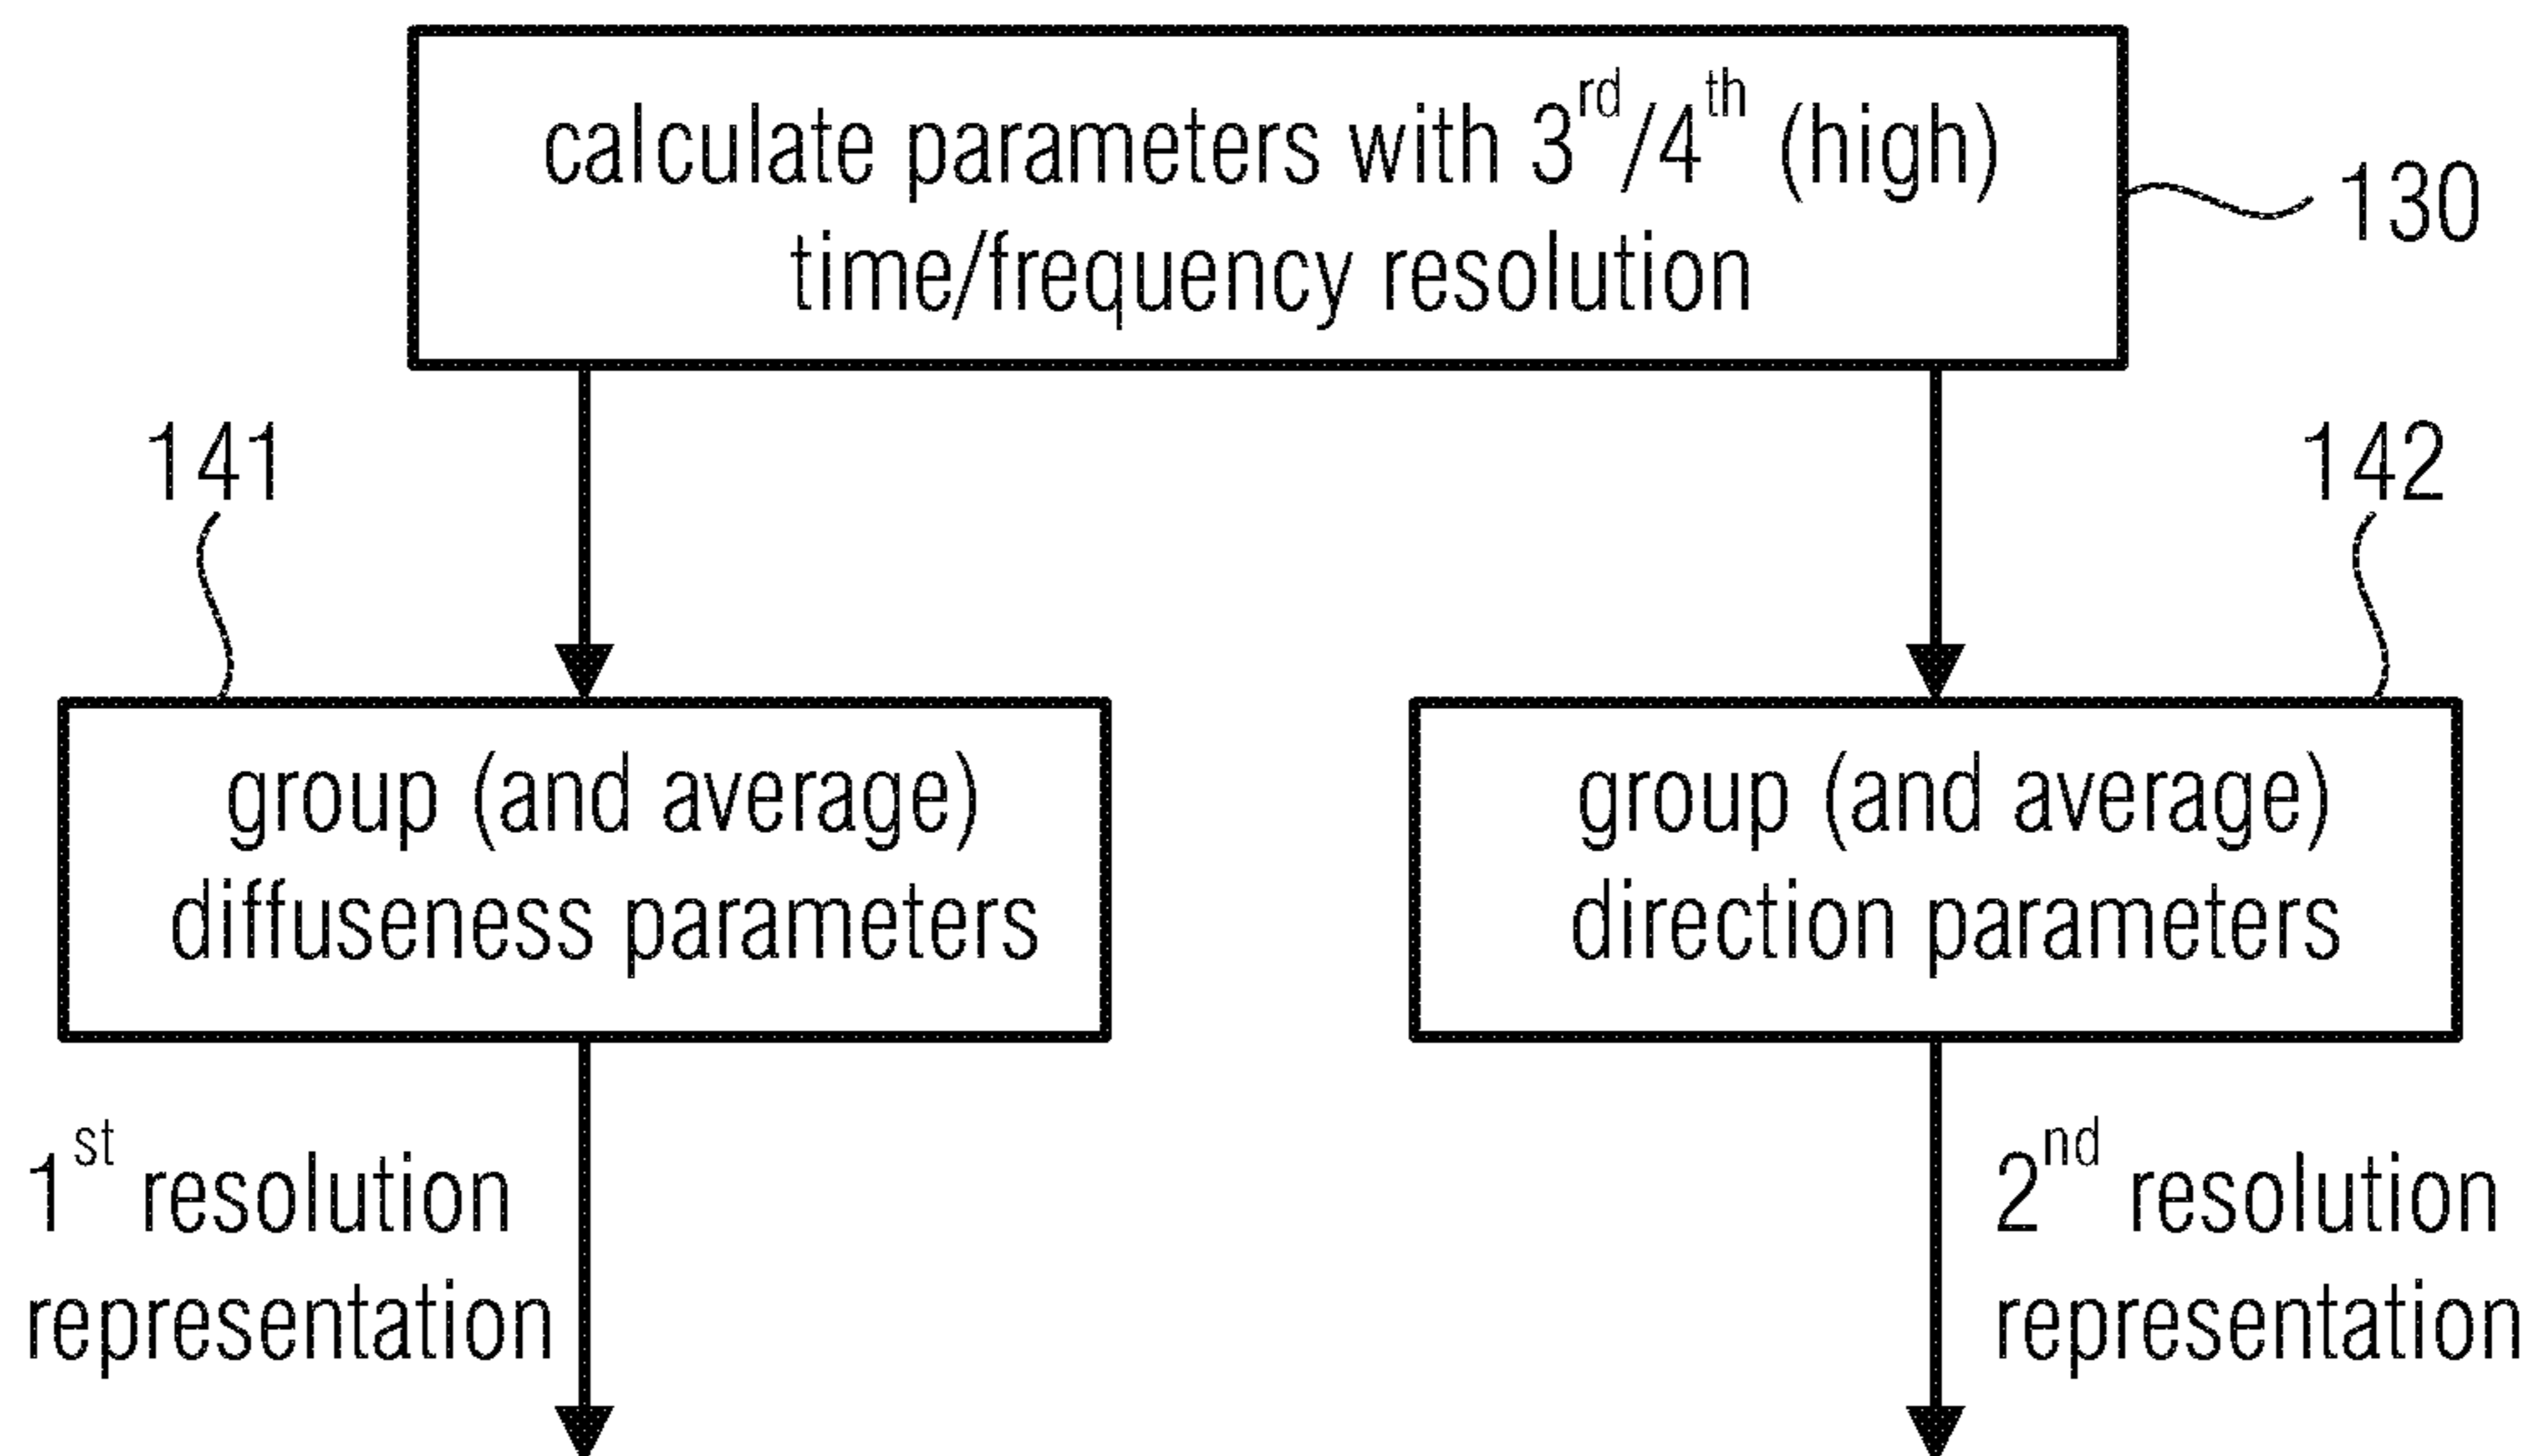 calculate parameters with 3rd/4th (high)
time/frequency resolution
130
141
142
group (and average)
diffuseness parameters
group (and average)
direction parameters
1st resolution
representation
2nd resolution
representation